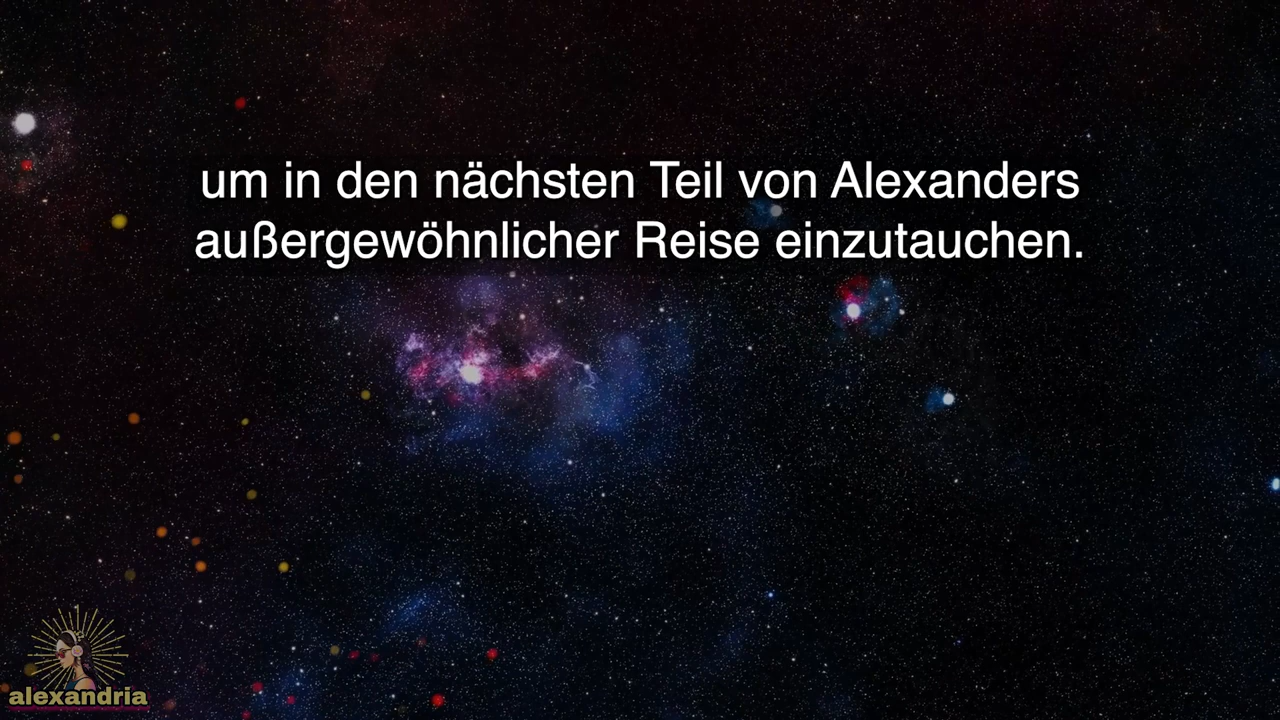 um in den nächsten Teil von Alexanders
außergewöhnlicher Reise einzutauchen.
alexandria